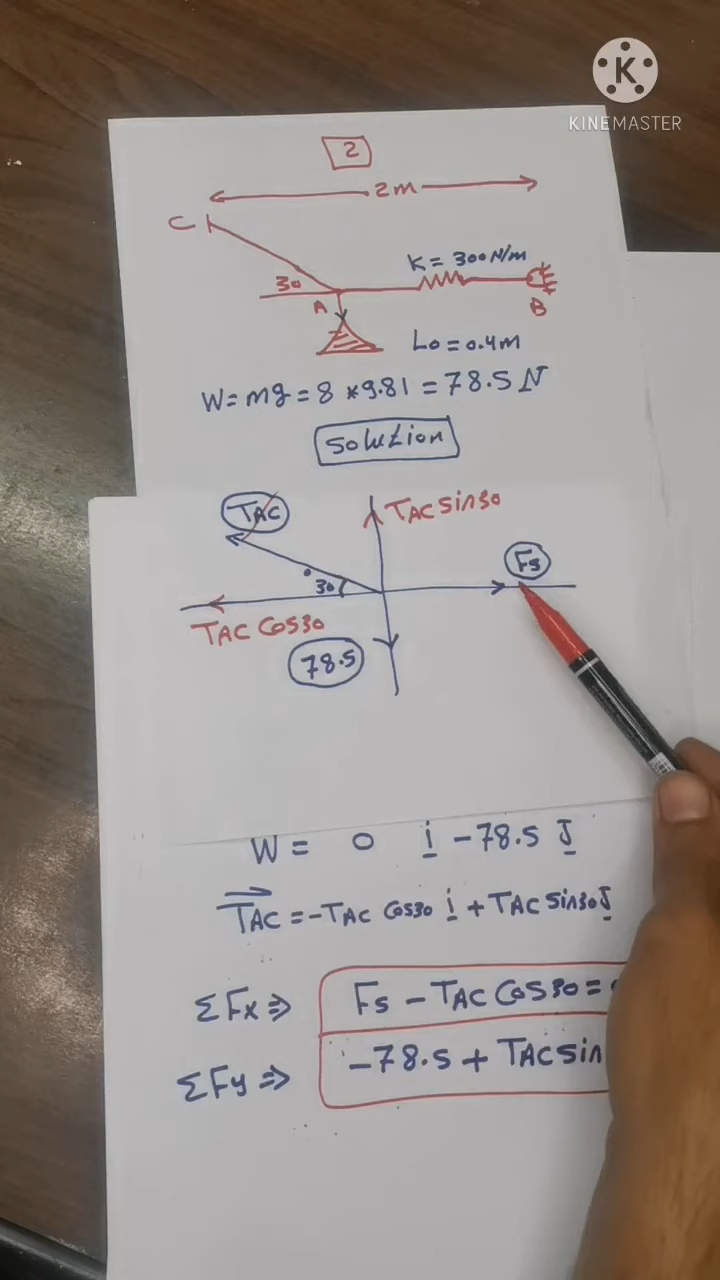 K
KINEMASTER
2
2m
C
K = 300 N/m
30
A
B
Lo = 0.4m
W = mg = 8 * 9.81 = 78.5 N
Solution
TAC
TAC sin30
Fs
30
TAC Cos30
78.5
W = 0 i - 78.5 J
TAC = -TAC Cos30 i + TAC Sin30 J
ΣFx ⇒ Fs - TAC Cos30 =
ΣFy ⇒ -78.5 + TAC sin